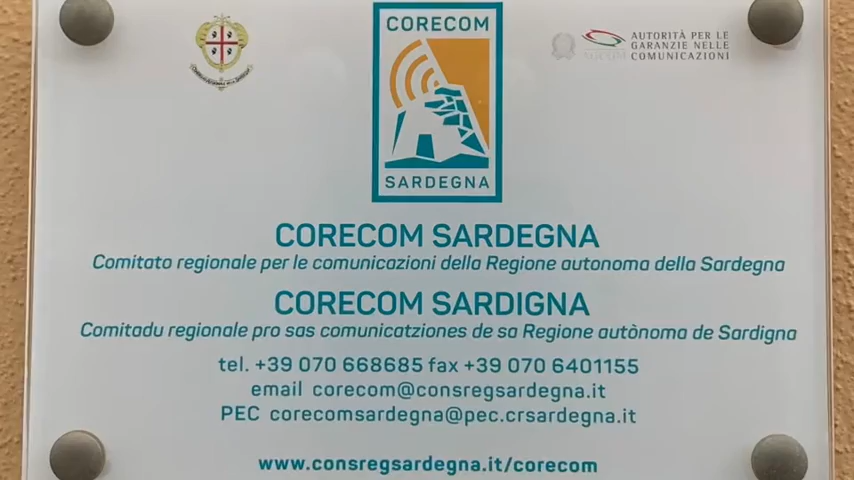 CORECOM
SARDEGNA
AUTORITÀ PER LE
GARANZIE NELLE
COMUNICAZIONI
CORECOM SARDEGNA
Comitato regionale per le comunicazioni della Regione autonoma della Sardegna
CORECOM SARDIGNA
Comitadu regionale pro sas comunicatziones de sa Regione autònoma de Sardigna
tel. +39 070 668685 fax +39 070 6401155
email corecom@consregsardegna.it
PEC corecomsardegna@pec.crsardegna.it
www.consregsardegna.it/corecom